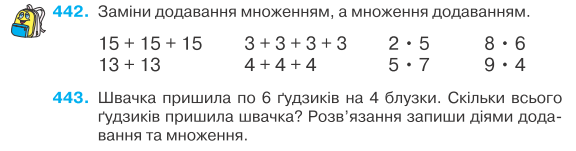 442. Заміни додавання множенням, а множення додаванням.
15 + 15 + 15 3 + 3 + 3 + 3 2 · 5 8 · 6
13 + 13 4 + 4 + 4 5 · 7 9 · 4
443. Швачка пришила по 6 ґудзиків на 4 блузки. Скільки всього
ґудзиків пришила швачка? Розв’язання запиши діями дода-
вання та множення.